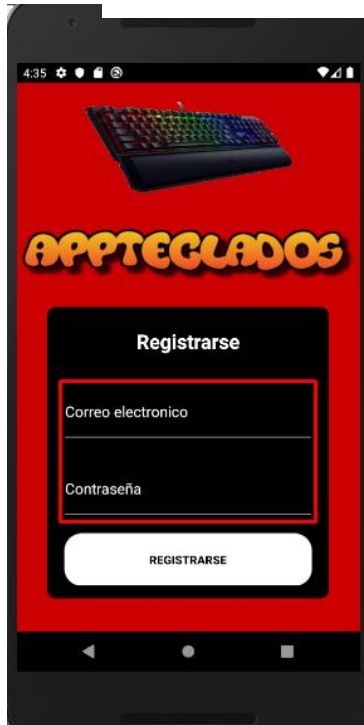 4:35
APPTECLADOS
Registrarse
Correo electronico
Contraseña
REGISTRARSE